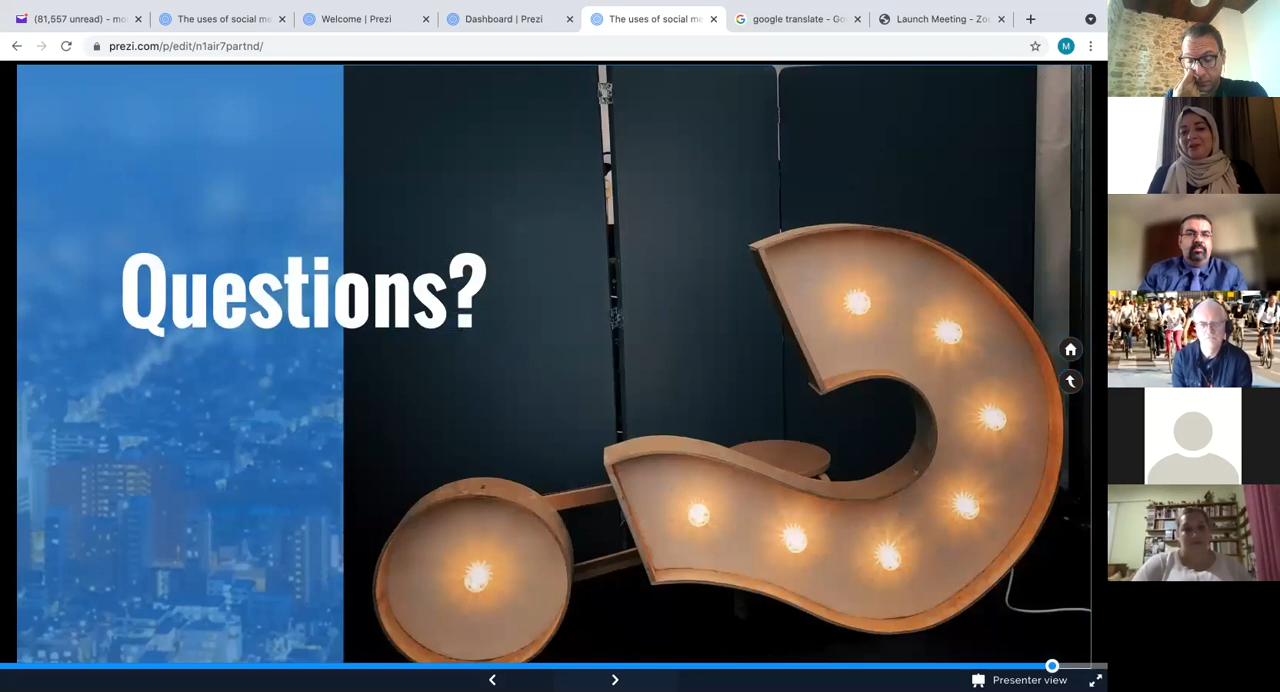 (81,557 unread) - mo
The uses of social me
Welcome | Prezi
Dashboard | Prezi
The uses of social me
google translate - Go
Launch Meeting - Zo
prezi.com/p/edit/n1air7partnd/
M
Questions?
Presenter view